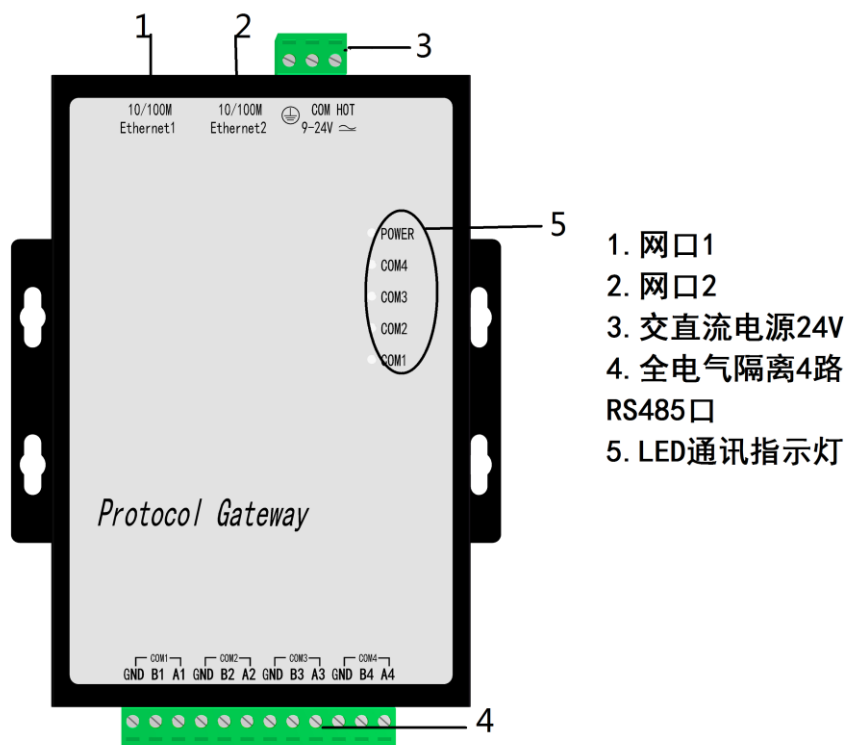 1
2
3
10/100M
Ethernet1
10/100M
Ethernet2
COM HOT
9-24V
5
POWER
COM4
COM3
COM2
COM1
1. 网口1
2. 网口2
3. 交直流电源24V
4. 全电气隔离4路
RS485口
5. LED通讯指示灯
Protocol Gateway
COM1 COM2 COM3 COM4
GND B1 A1 GND B2 A2 GND B3 A3 GND B4 A4
4